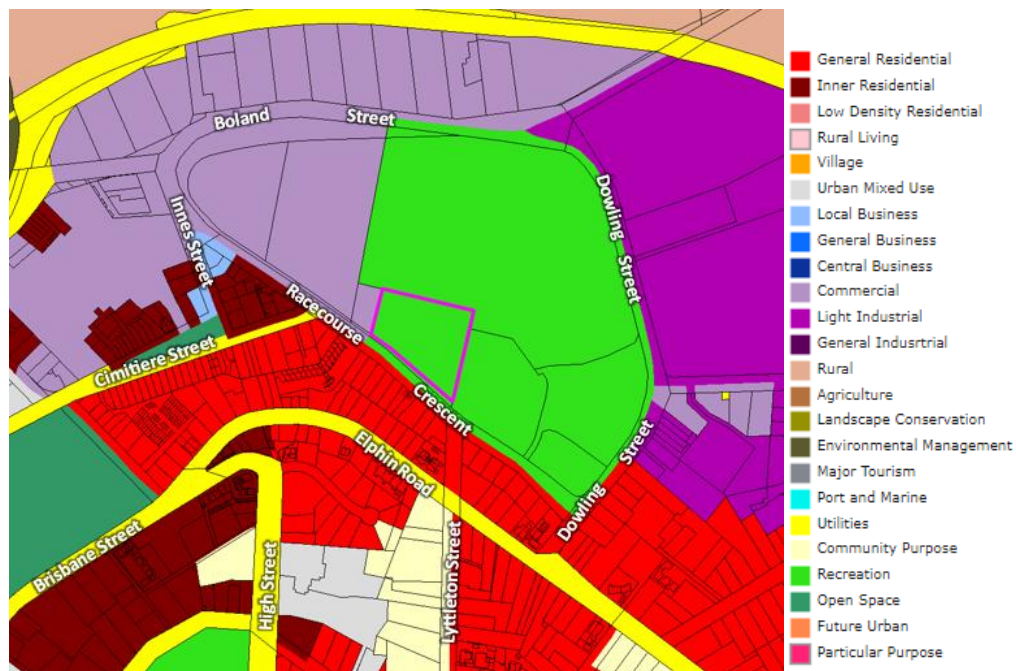 Boland
Street
Innes Street
Dowling
Street
Racecourse
Crescent
Cimitiere Street
Elphin Road
Street
Dowling
Brisbane Street
High Street
Lyttleton Street
General Residential
Inner Residential
Low Density Residential
Rural Living
Village
Urban Mixed Use
Local Business
General Business
Central Business
Commercial
Light Industrial
General Indusrtrial
Rural
Agriculture
Landscape Conservation
Environmental Management
Major Tourism
Port and Marine
Utilities
Community Purpose
Recreation
Open Space
Future Urban
Particular Purpose